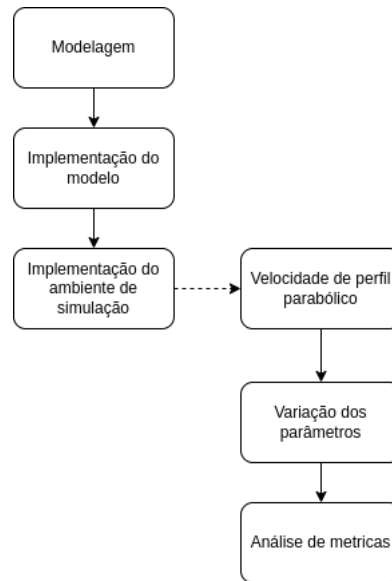 Modelagem
Implementação do
modelo
Implementação do
ambiente de
simulação
Velocidade de perfil
parabólico
Variação dos
parâmetros
Análise de metricas